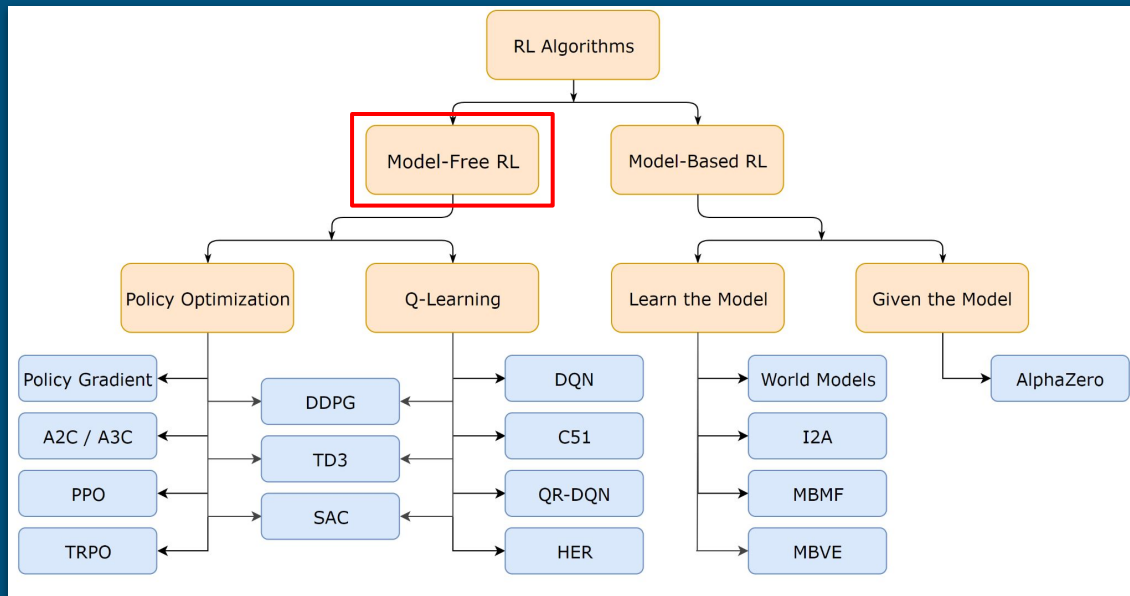 RL Algorithms
Model-Free RL
Model-Based RL
Policy Optimization
Q-Learning
Learn the Model
Given the Model
Policy Gradient
DDPG
DQN
World Models
AlphaZero
A2C / A3C
TD3
C51
I2A
PPO
SAC
QR-DQN
MBMF
TRPO
HER
MBVE